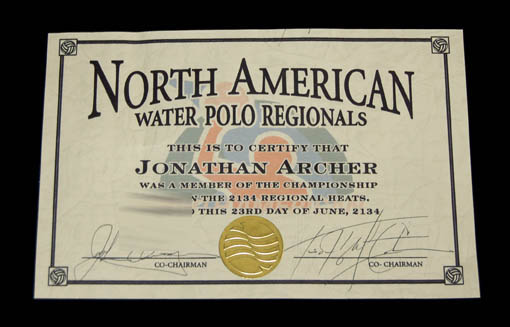 NORTH AMERICAN
WATER POLO REGIONALS
THIS IS TO CERTIFY THAT
JONATHAN ARCHER
WAS A MEMBER OF THE CHAMPIONSHIP
THE 2134 REGIONAL HEATS.
THIS 23RD DAY OF JUNE, 2134
CO-CHAIRMAN
CO- CHAIRMAN